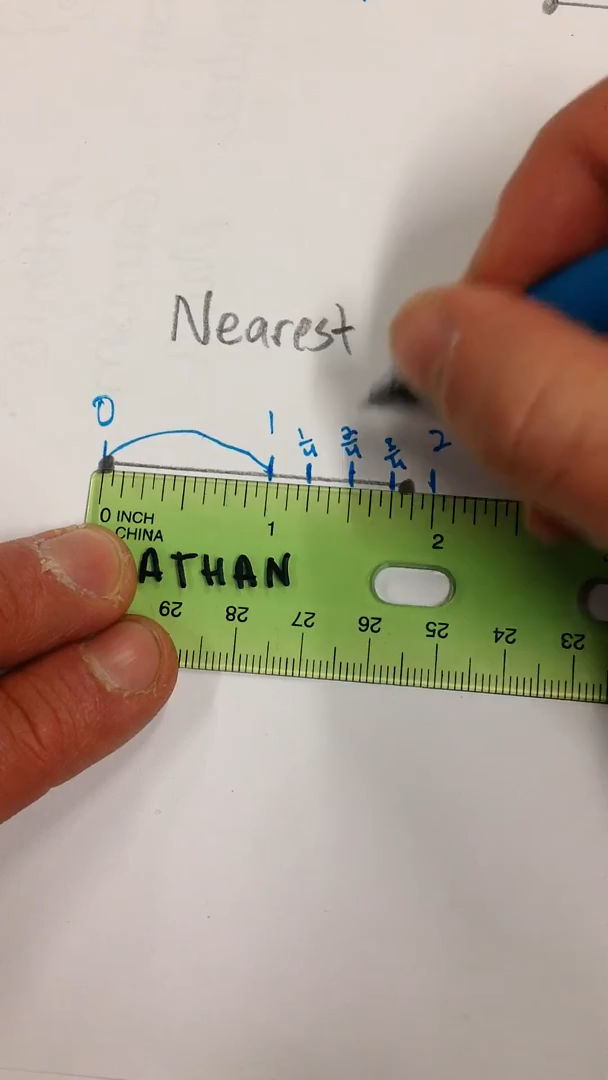 Nearest
0 1 1/4 2/4 3/4 2
0 INCH 1 2
CHINA
ATHAN
29 28 27 26 25 24 23